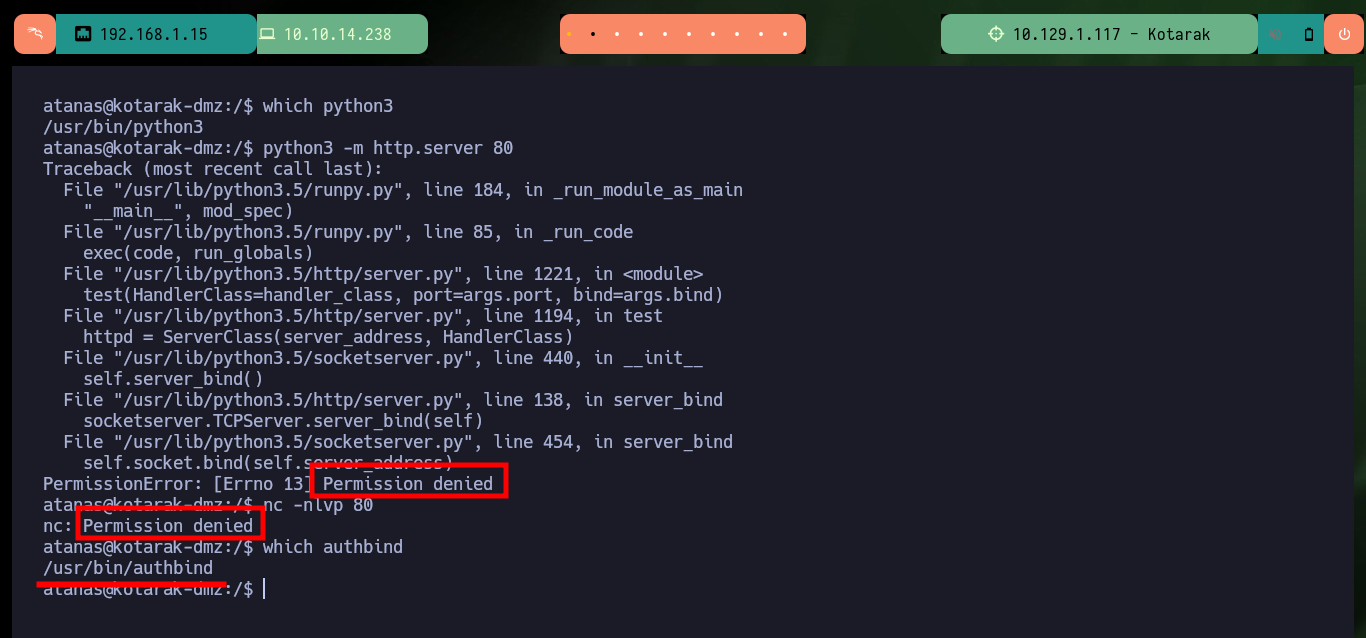 192.168.1.15
10.10.14.238
10.129.1.117 - Kotarak
atanas@kotarak-dmz:/$ which python3
/usr/bin/python3
atanas@kotarak-dmz:/$ python3 -m http.server 80
Traceback (most recent call last):
  File "/usr/lib/python3.5/runpy.py", line 184, in _run_module_as_main
    "__main__", mod_spec)
  File "/usr/lib/python3.5/runpy.py", line 85, in _run_code
    exec(code, run_globals)
  File "/usr/lib/python3.5/http/server.py", line 1221, in <module>
    test(HandlerClass=handler_class, port=args.port, bind=args.bind)
  File "/usr/lib/python3.5/http/server.py", line 1194, in test
    httpd = ServerClass(server_address, HandlerClass)
  File "/usr/lib/python3.5/socketserver.py", line 440, in __init__
    self.server_bind()
  File "/usr/lib/python3.5/http/server.py", line 138, in server_bind
    socketserver.TCPServer.server_bind(self)
  File "/usr/lib/python3.5/socketserver.py", line 454, in server_bind
    self.socket.bind(self.server_address)
PermissionError: [Errno 13] Permission denied
atanas@kotarak-dmz:/$ nc -nlvp 80
nc: Permission denied
atanas@kotarak-dmz:/$ which authbind
/usr/bin/authbind
atanas@kotarak-dmz:/$